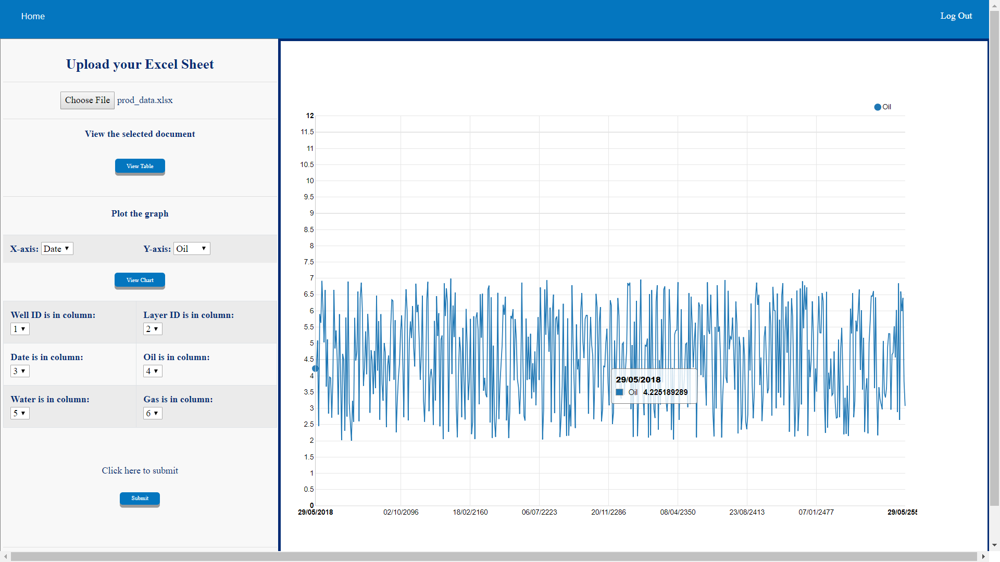 Home
Log Out
Upload your Excel Sheet
Choose File prod_data.xlsx
View the selected document
View Table
Plot the graph
X-axis: Date Y-axis: Oil
View Chart
Well ID is in column: Layer ID is in column:
1 2
Date is in column: Oil is in column:
3 4
Water is in column: Gas is in column:
5 6
Click here to submit
Submit
Oil
12
11.5
11
10.5
10
9.5
9
8.5
8
7.5
7
6.5
6
5.5
5
4.5
4
3.5
3
2.5
2
1.5
1
0.5
0
29/05/2018
Oil 4.225189289
29/05/2018 02/10/2096 18/02/2160 06/07/2223 20/11/2286 08/04/2350 23/08/2413 07/01/2477 29/05/255